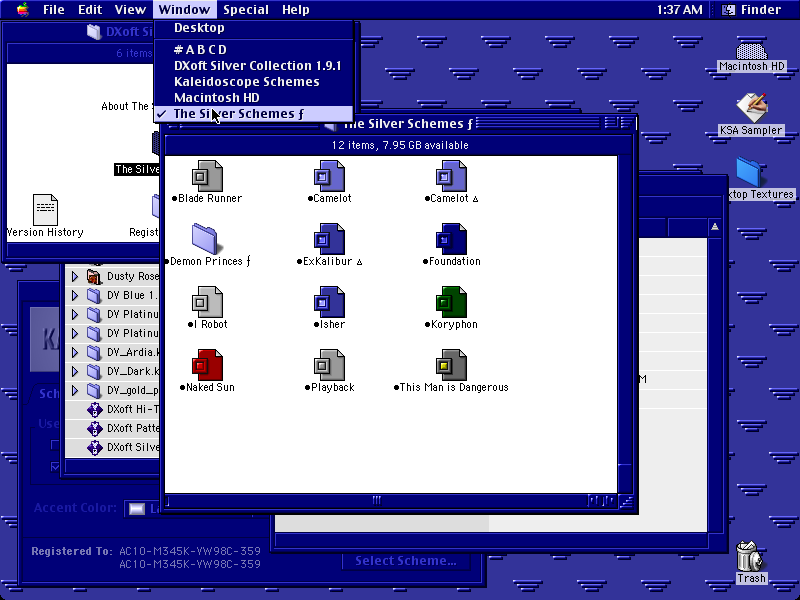 File Edit View Window Special Help 1:37 AM Finder
Desktop
# A B C D
DXoft Silver Collection 1.9.1
Kaleidoscope Schemes
Macintosh HD
✓ The Silver Schemes ƒ
DXoft Si
6 items
About The S
The Silve
Version History
Regist
The Silver Schemes ƒ
12 items, 7.95 GB available
•Blade Runner •Camelot •Camelot △
•Demon Princes ƒ •ExKalibur △ •Foundation
•I Robot •Isher •Koryphon
•Naked Sun •Playback •This Man is Dangerous
Macintosh HD
KSA Sampler
ktop Textures
Trash
Dusty Rose
DV Blue 1.
DV Platinu
DV Platinu
DV_Ardia.k
DV_Dark.k
DV_gold_p
DXoft Hi-T
DXoft Patte
DXoft Silve
M
Sch
Use
Accent Color: L
Registered To: AC10-M345K-VW98C-359
AC10-M345K-VW98C-359
Select Scheme...